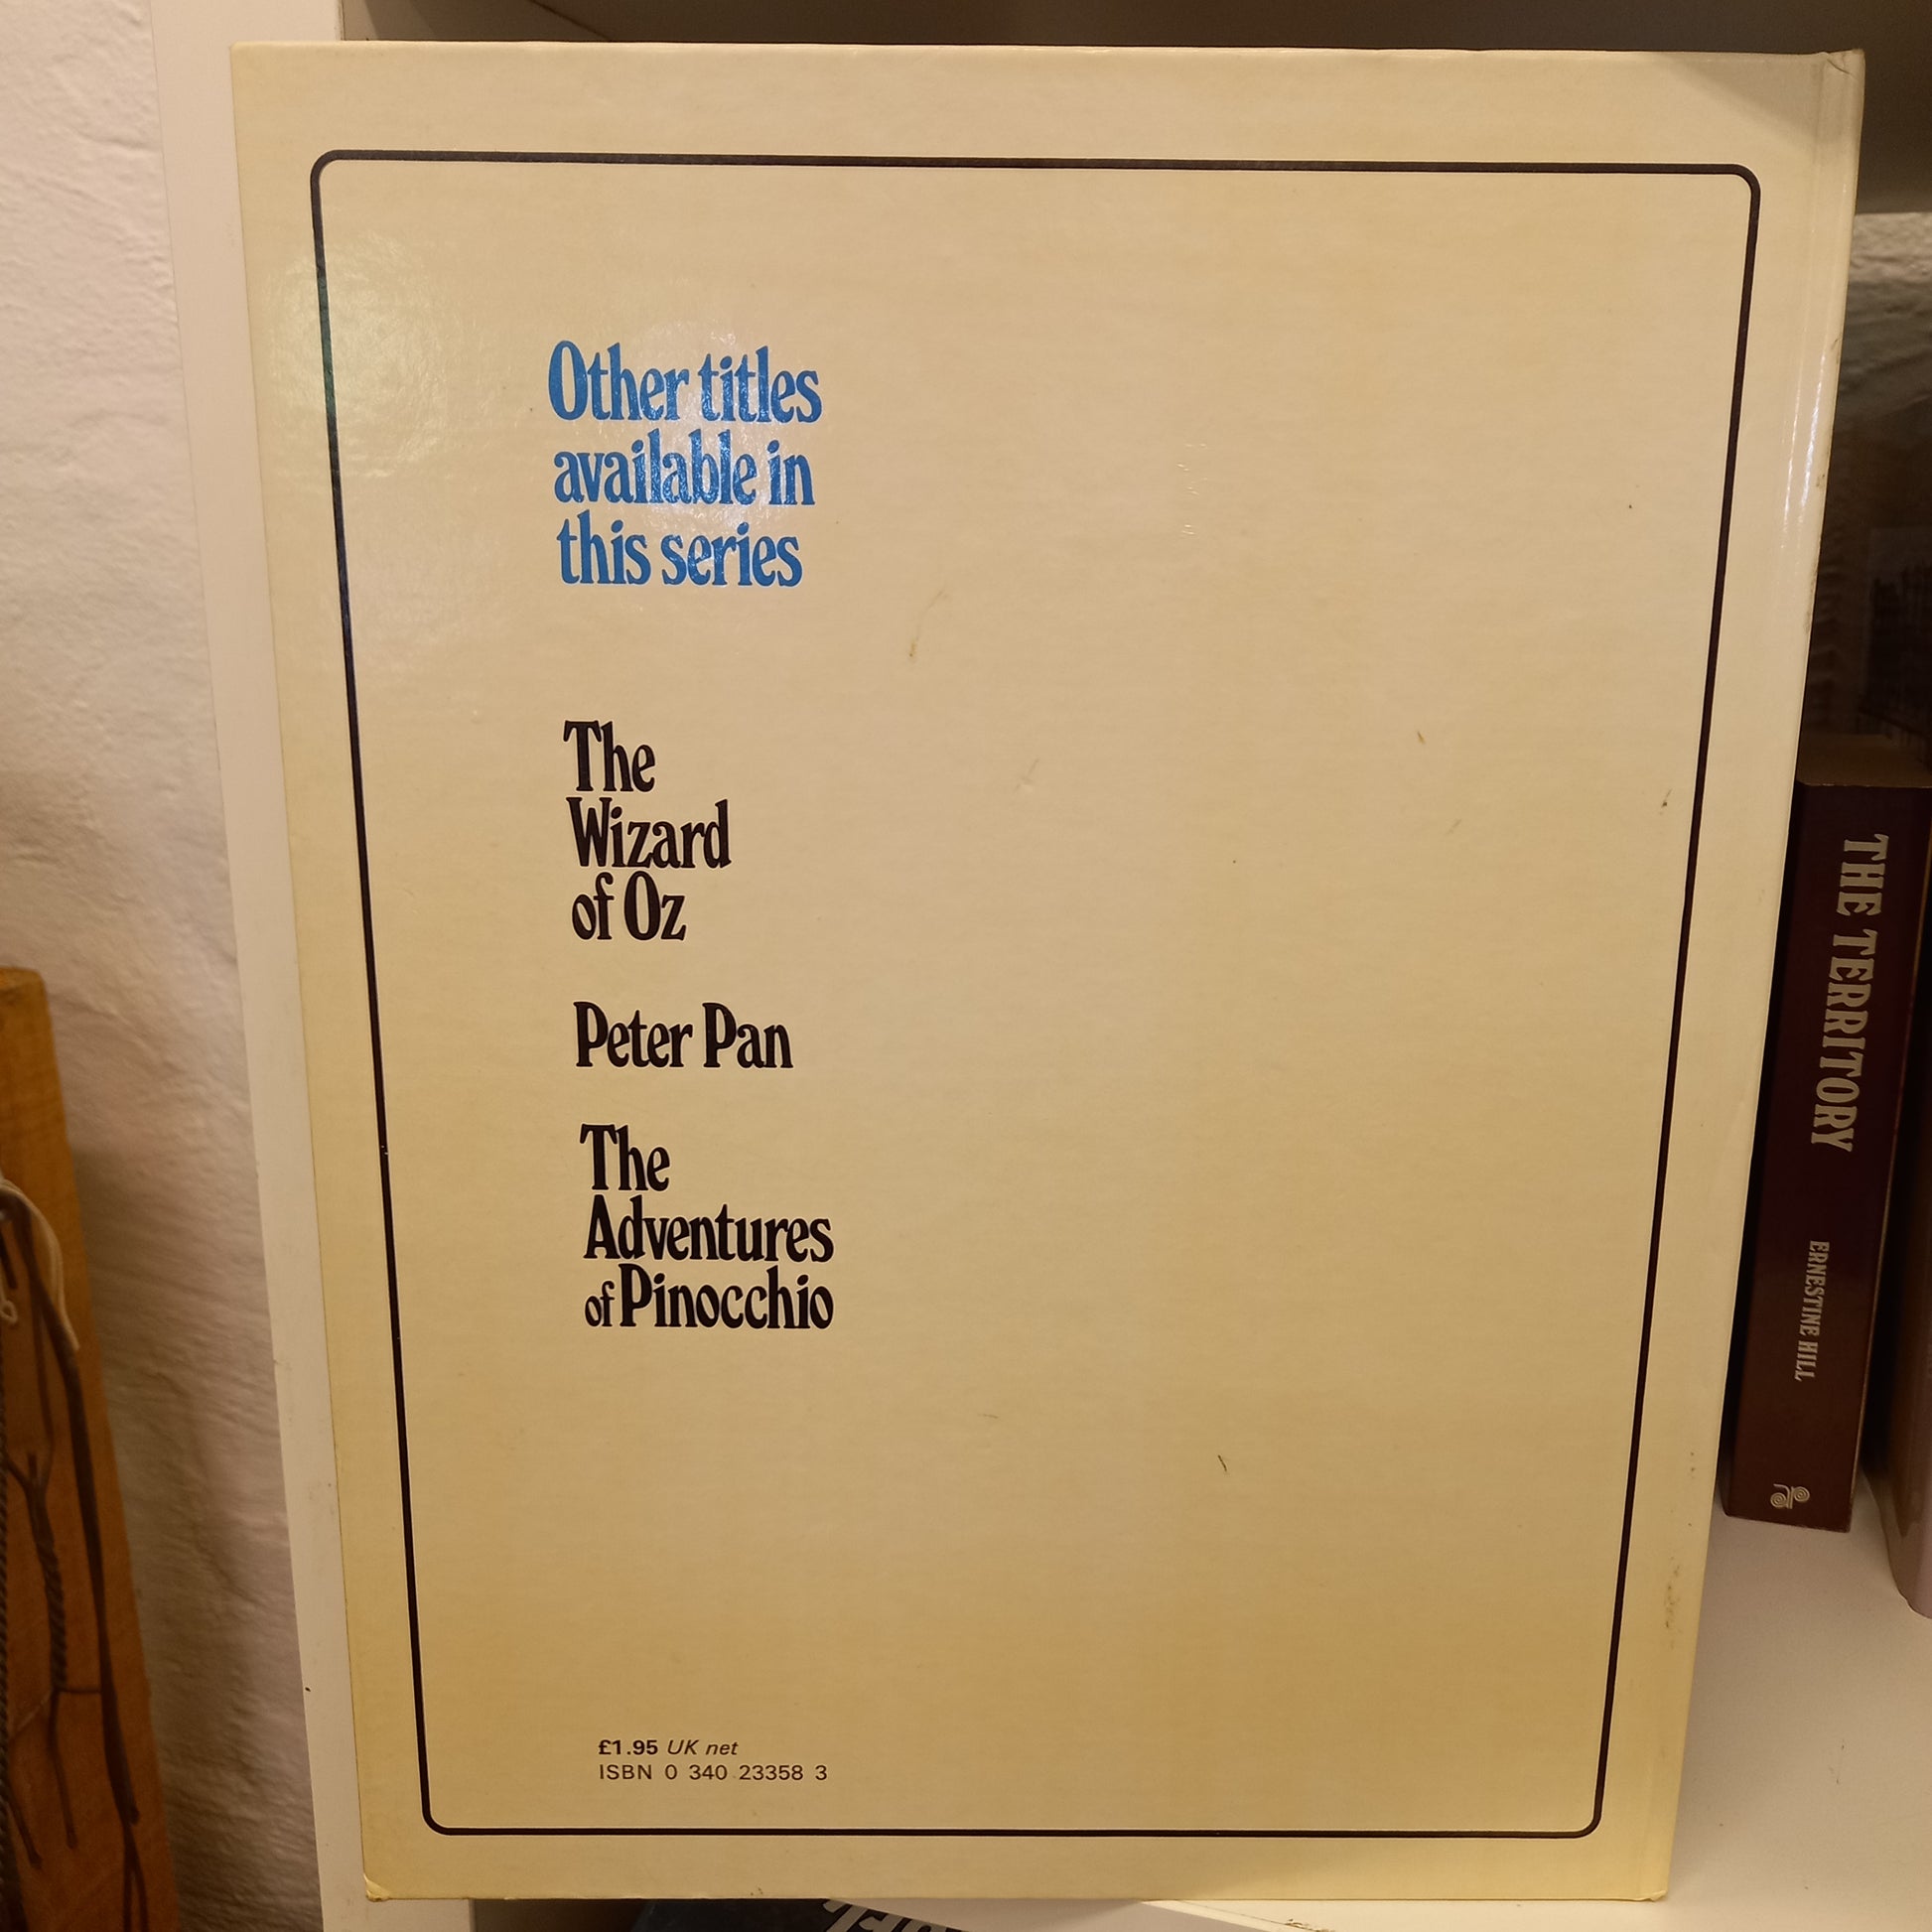 Other titles
available in
this series
The
Wizard
of Oz
Peter Pan
The
Adventures
of Pinocchio
£1.95 UK net
ISBN 0 340 23358 3
THE TERRITORY
ERNESTINE HILL